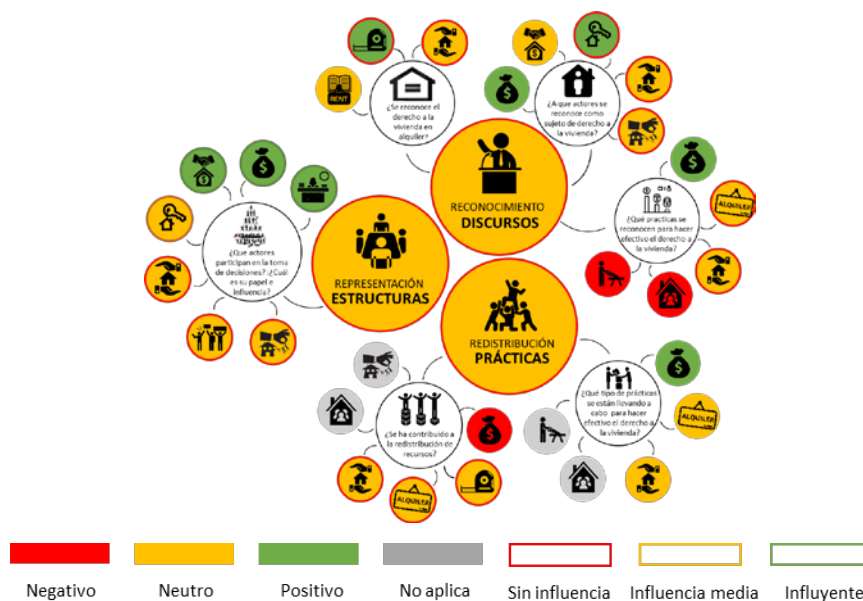 RENT
¿Se reconoce el
derecho a la
vivienda en
alquiler?
¿A que actores se
reconoce como
sujeto de derecho a
la vivienda?
RECONOCIMIENTO
DISCURSOS
¿Qué practicas se
reconocen para hacer
efectivo el derecho a
la vivienda?
ALQUILER
¿Que actores
participan en la toma
de decisiones? ¿Cuál
es su papel e
Influencia?
REPRESENTACIÓN
ESTRUCTURAS
REDISTRIBUCIÓN
PRÁCTICAS
¿Se ha contribuido a
la redistribución de
recursos?
ALQUILER
¿Qué tipo de prácticas
se están llevando a
cabo para hacer
efectivo el derecho a
la vivienda?
ALQUILER
Negativo
Neutro
Positivo
No aplica
Sin influencia
Influencia media
Influyente